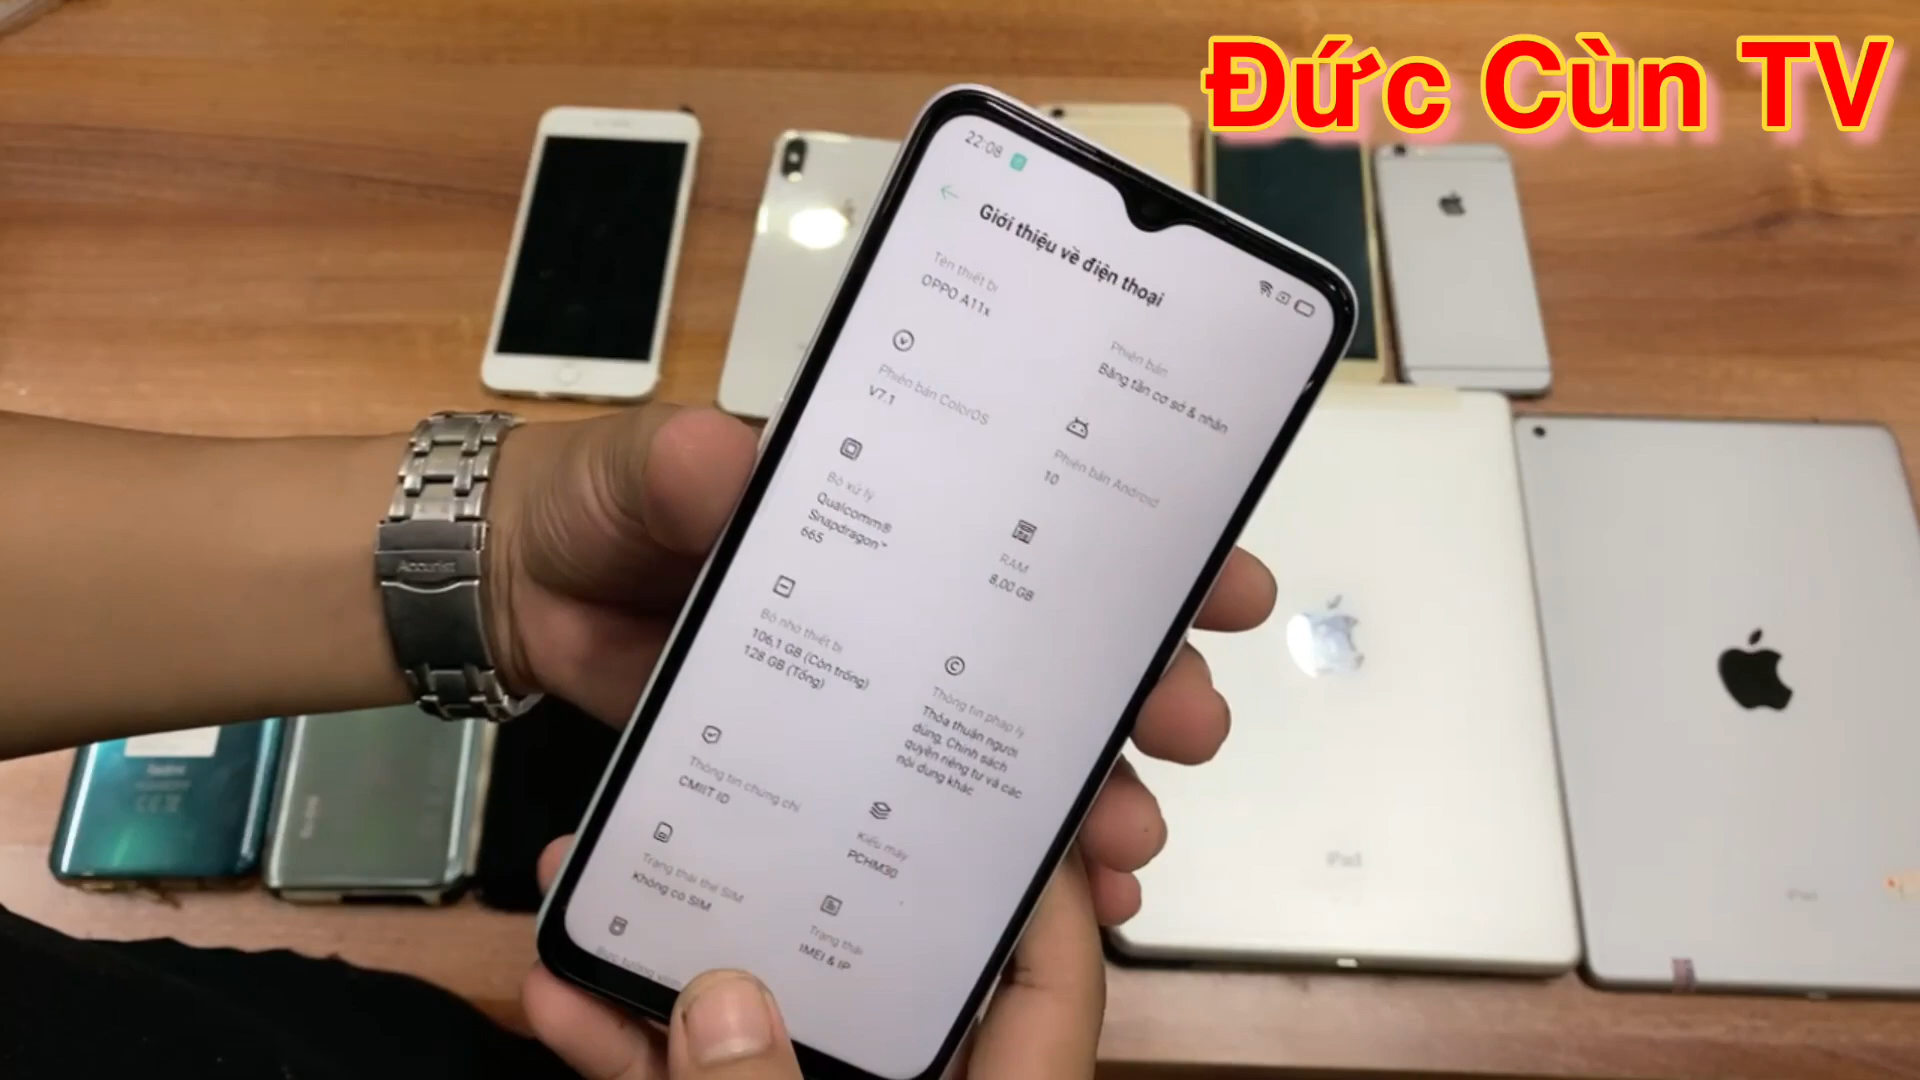 Đức Cùn TV
22:08
Giới thiệu về điện thoại
Tên thiết bị
OPPO A11x
Phiên bản
Băng tần cơ sở & nhân
Phiên bản ColorOS
V7.1
Phiên bản Android
10
Bộ xử lý
Qualcomm®
Snapdragon™
665
RAM
8,00 GB
Bộ nhớ thiết bị
106,1 GB (Còn trống)
128 GB (Tổng)
Thông tin pháp lý
Thỏa thuận người
dùng, Chính sách
quyền riêng tư và các
nội dung khác
Thông tin chứng chỉ
CMIIT ID
Kiểu máy
PCHM30
Trạng thái thẻ SIM
Không có SIM
Trạng thái
IMEI & IP
Accurist
Redmi
iPad
iPad